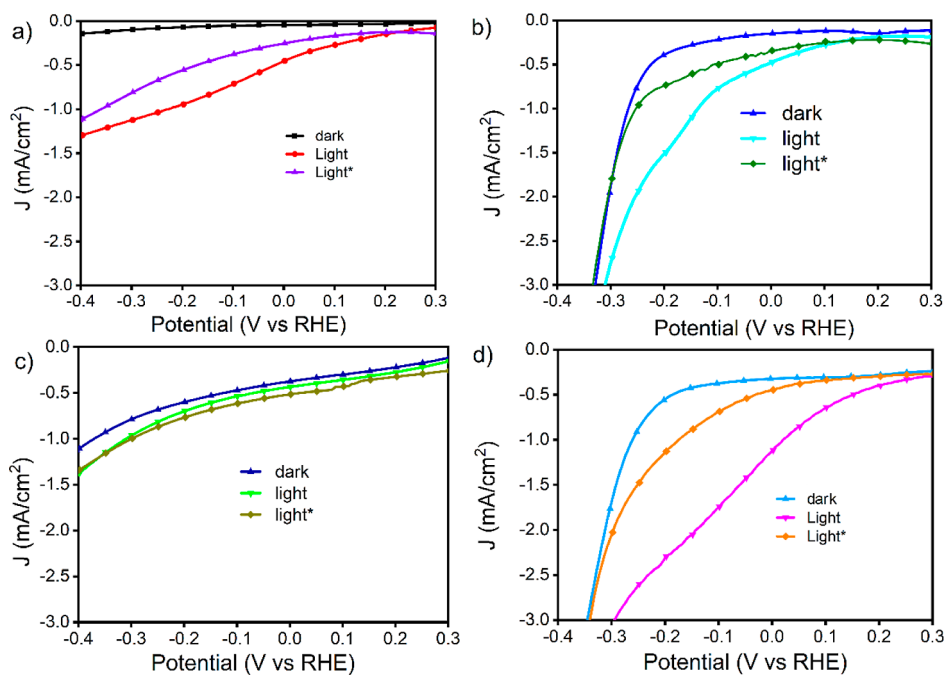 a)
0.0
-0.5
-1.0
-1.5
-2.0
-2.5
-3.0
J (mA/cm²)
dark
Light
Light*
-0.4 -0.3 -0.2 -0.1 0.0 0.1 0.2 0.3
Potential (V vs RHE)
b)
0.0
-0.5
-1.0
-1.5
-2.0
-2.5
-3.0
J (mA/cm²)
dark
light
light*
-0.4 -0.3 -0.2 -0.1 0.0 0.1 0.2 0.3
Potential (V vs RHE)
c)
0.0
-0.5
-1.0
-1.5
-2.0
-2.5
-3.0
J (mA/cm²)
dark
light
light*
-0.4 -0.3 -0.2 -0.1 0.0 0.1 0.2 0.3
Potential (V vs RHE)
d)
0.0
-0.5
-1.0
-1.5
-2.0
-2.5
-3.0
J (mA/cm²)
dark
Light
Light*
-0.4 -0.3 -0.2 -0.1 0.0 0.1 0.2 0.3
Potential (V vs RHE)